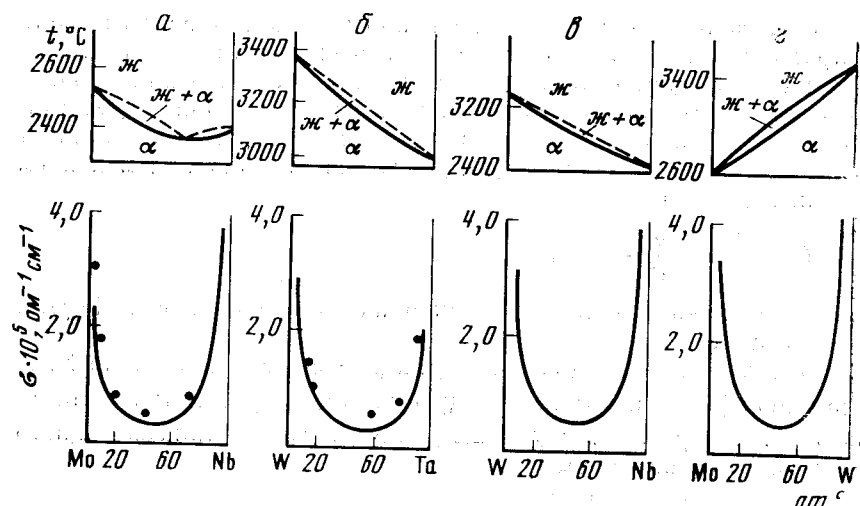 а б в г
t,°C
2600
2400
ж
ж + α
α
3400
3200
3000
ж
ж + α
α
3200
2400
ж
ж + α
α
3400
2600
ж
ж + α
α
σ·10⁵, ом⁻¹ см⁻¹
4,0
2,0
Mo 20 60 Nb
4,0
2,0
W 20 60 Ta
4,0
2,0
W 20 60 Nb
4,0
2,0
Mo 20 60 W